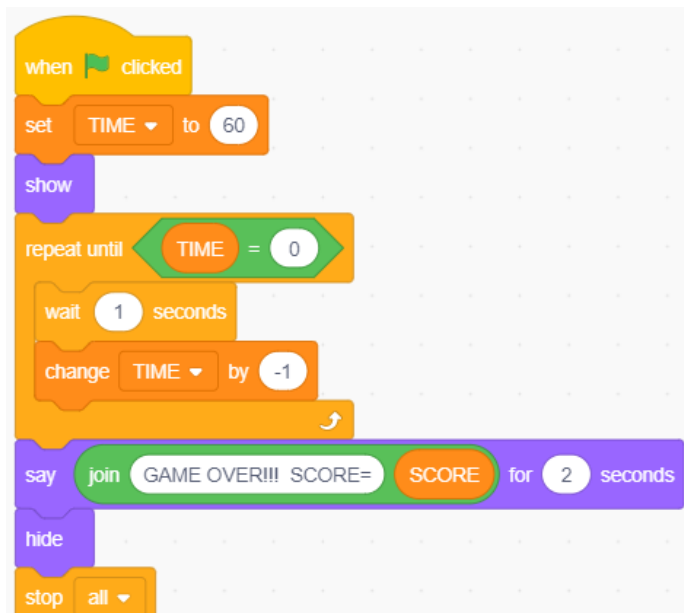 when clicked
set TIME to 60
show
repeat until TIME = 0
wait 1 seconds
change TIME by -1
say join GAME OVER!!! SCORE= SCORE for 2 seconds
hide
stop all